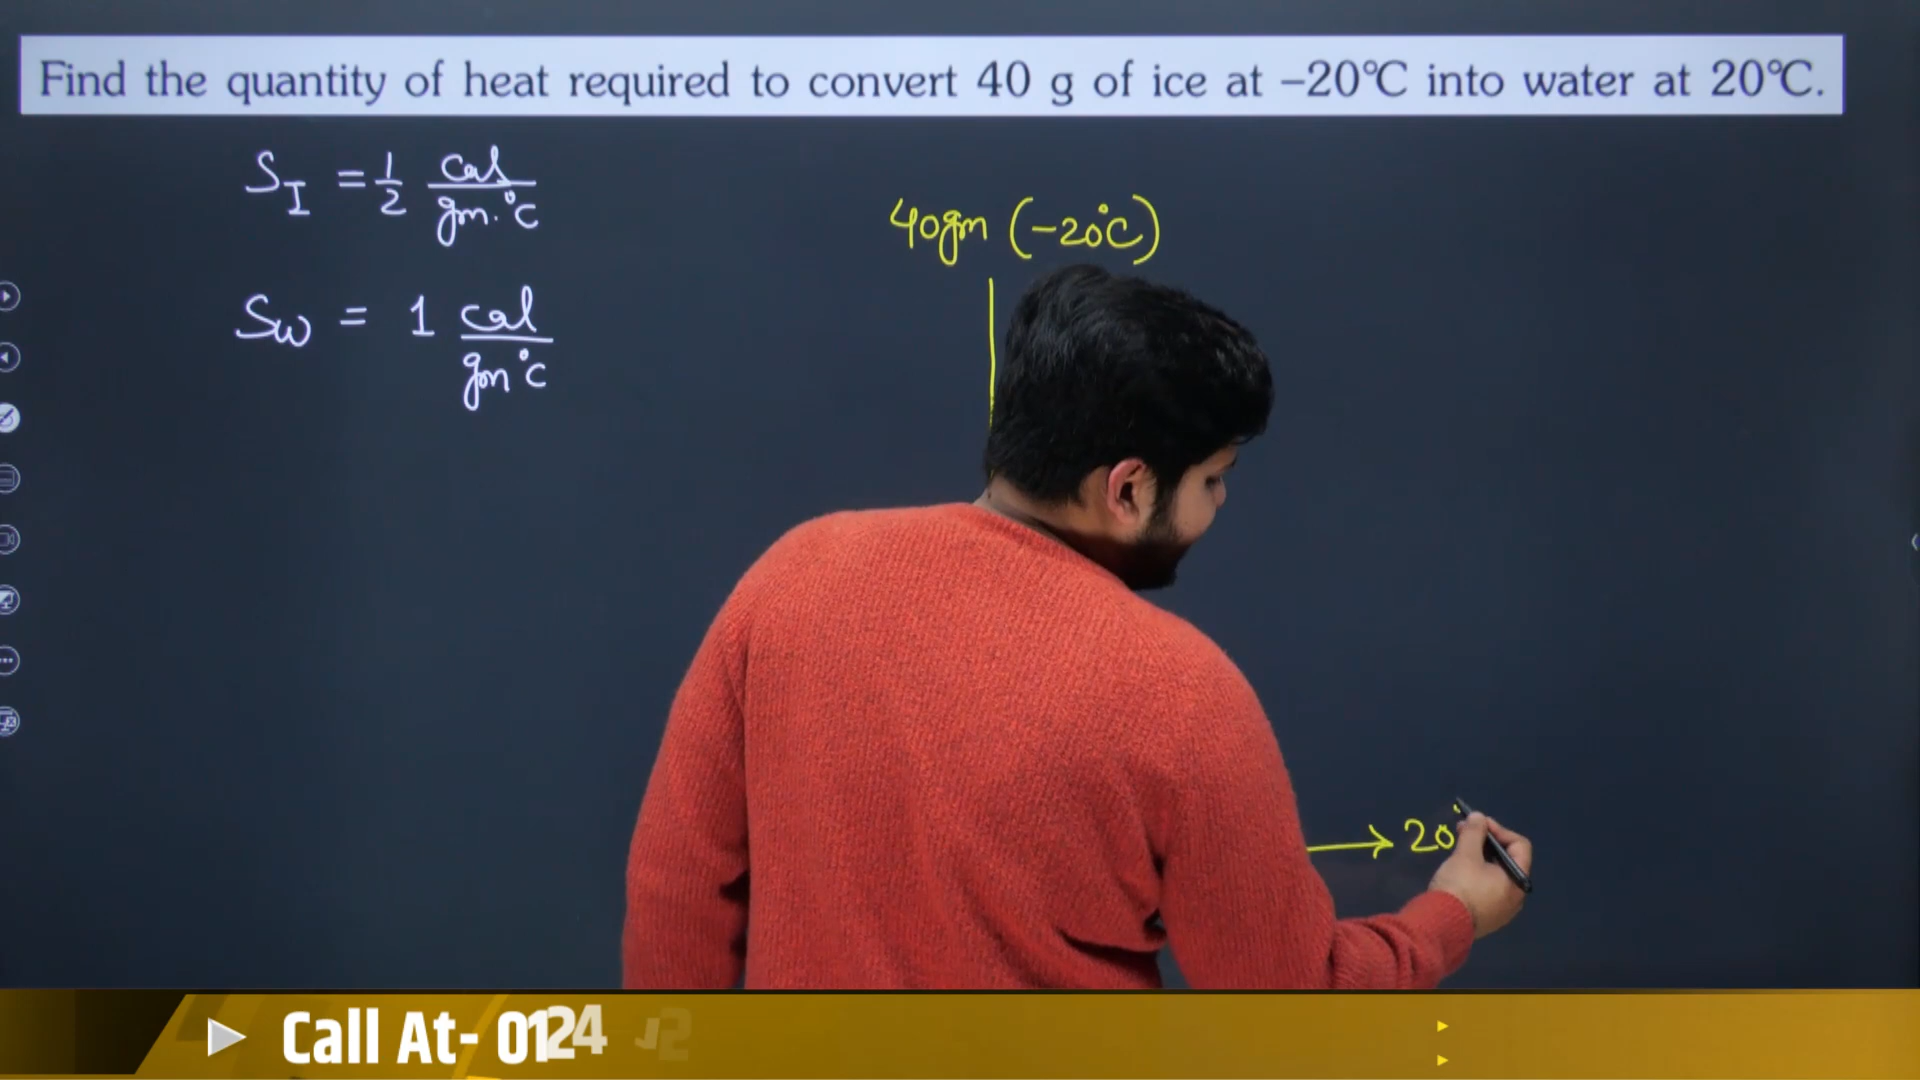 Find the quantity of heat required to convert 40 g of ice at –20°C into water at 20°C.
S_I = 1/2 cal/gm.°C
S_w = 1 cal/gm°C
40gm (-20°C)
→ 20°
Call At- 0124